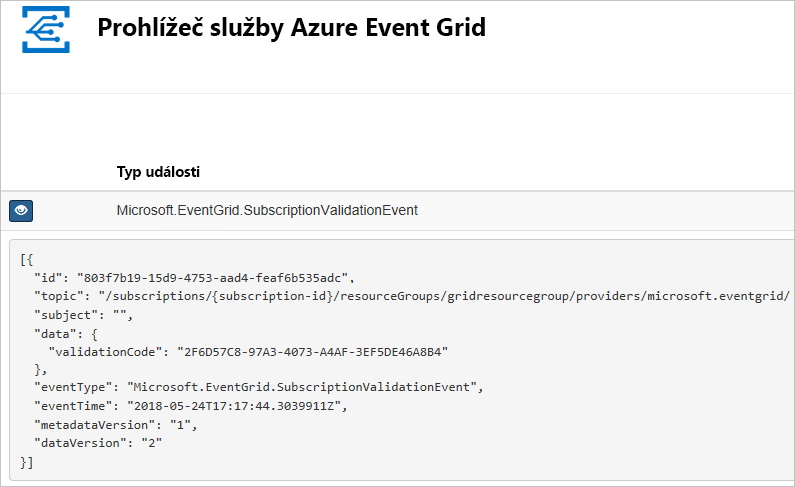 Prohlížeč služby Azure Event Grid
Typ události
Microsoft.EventGrid.SubscriptionValidationEvent
[{
  "id": "803f7b19-15d9-4753-aad4-feaf6b535adc",
  "topic": "/subscriptions/{subscription-id}/resourceGroups/gridresourcegroup/providers/microsoft.eventgrid/
  "subject": "",
  "data": {
    "validationCode": "2F6D57C8-97A3-4073-A4AF-3EF5DE46A8B4"
  },
  "eventType": "Microsoft.EventGrid.SubscriptionValidationEvent",
  "eventTime": "2018-05-24T17:17:44.3039911Z",
  "metadataVersion": "1",
  "dataVersion": "2"
}]